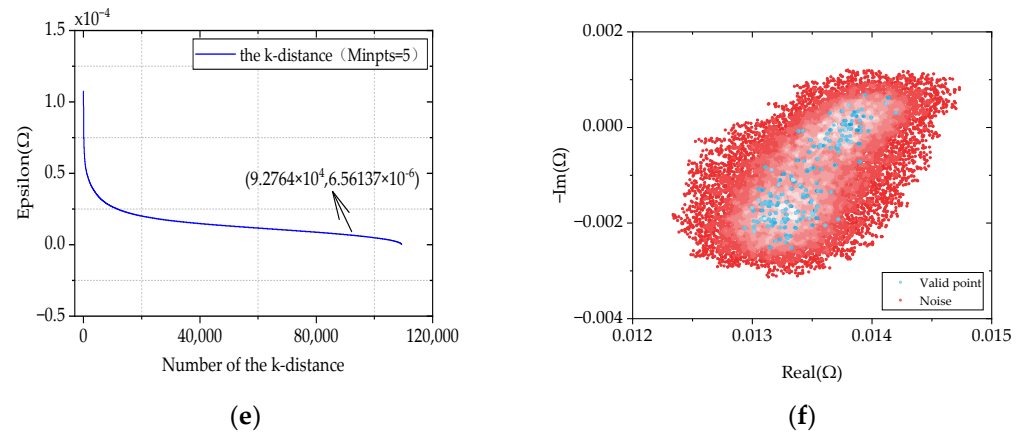 ×10⁻⁴
1.5
1.0
0.5
0.0
−0.5
Epsilon(Ω)
the k-distance（Minpts=5）
(9.2764×10⁴,6.56137×10⁻⁶)
0
40,000
80,000
120,000
Number of the k-distance
(e)
0.002
0.000
−0.002
−0.004
−Im(Ω)
Valid point
Noise
0.012
0.013
0.014
0.015
Real(Ω)
(f)